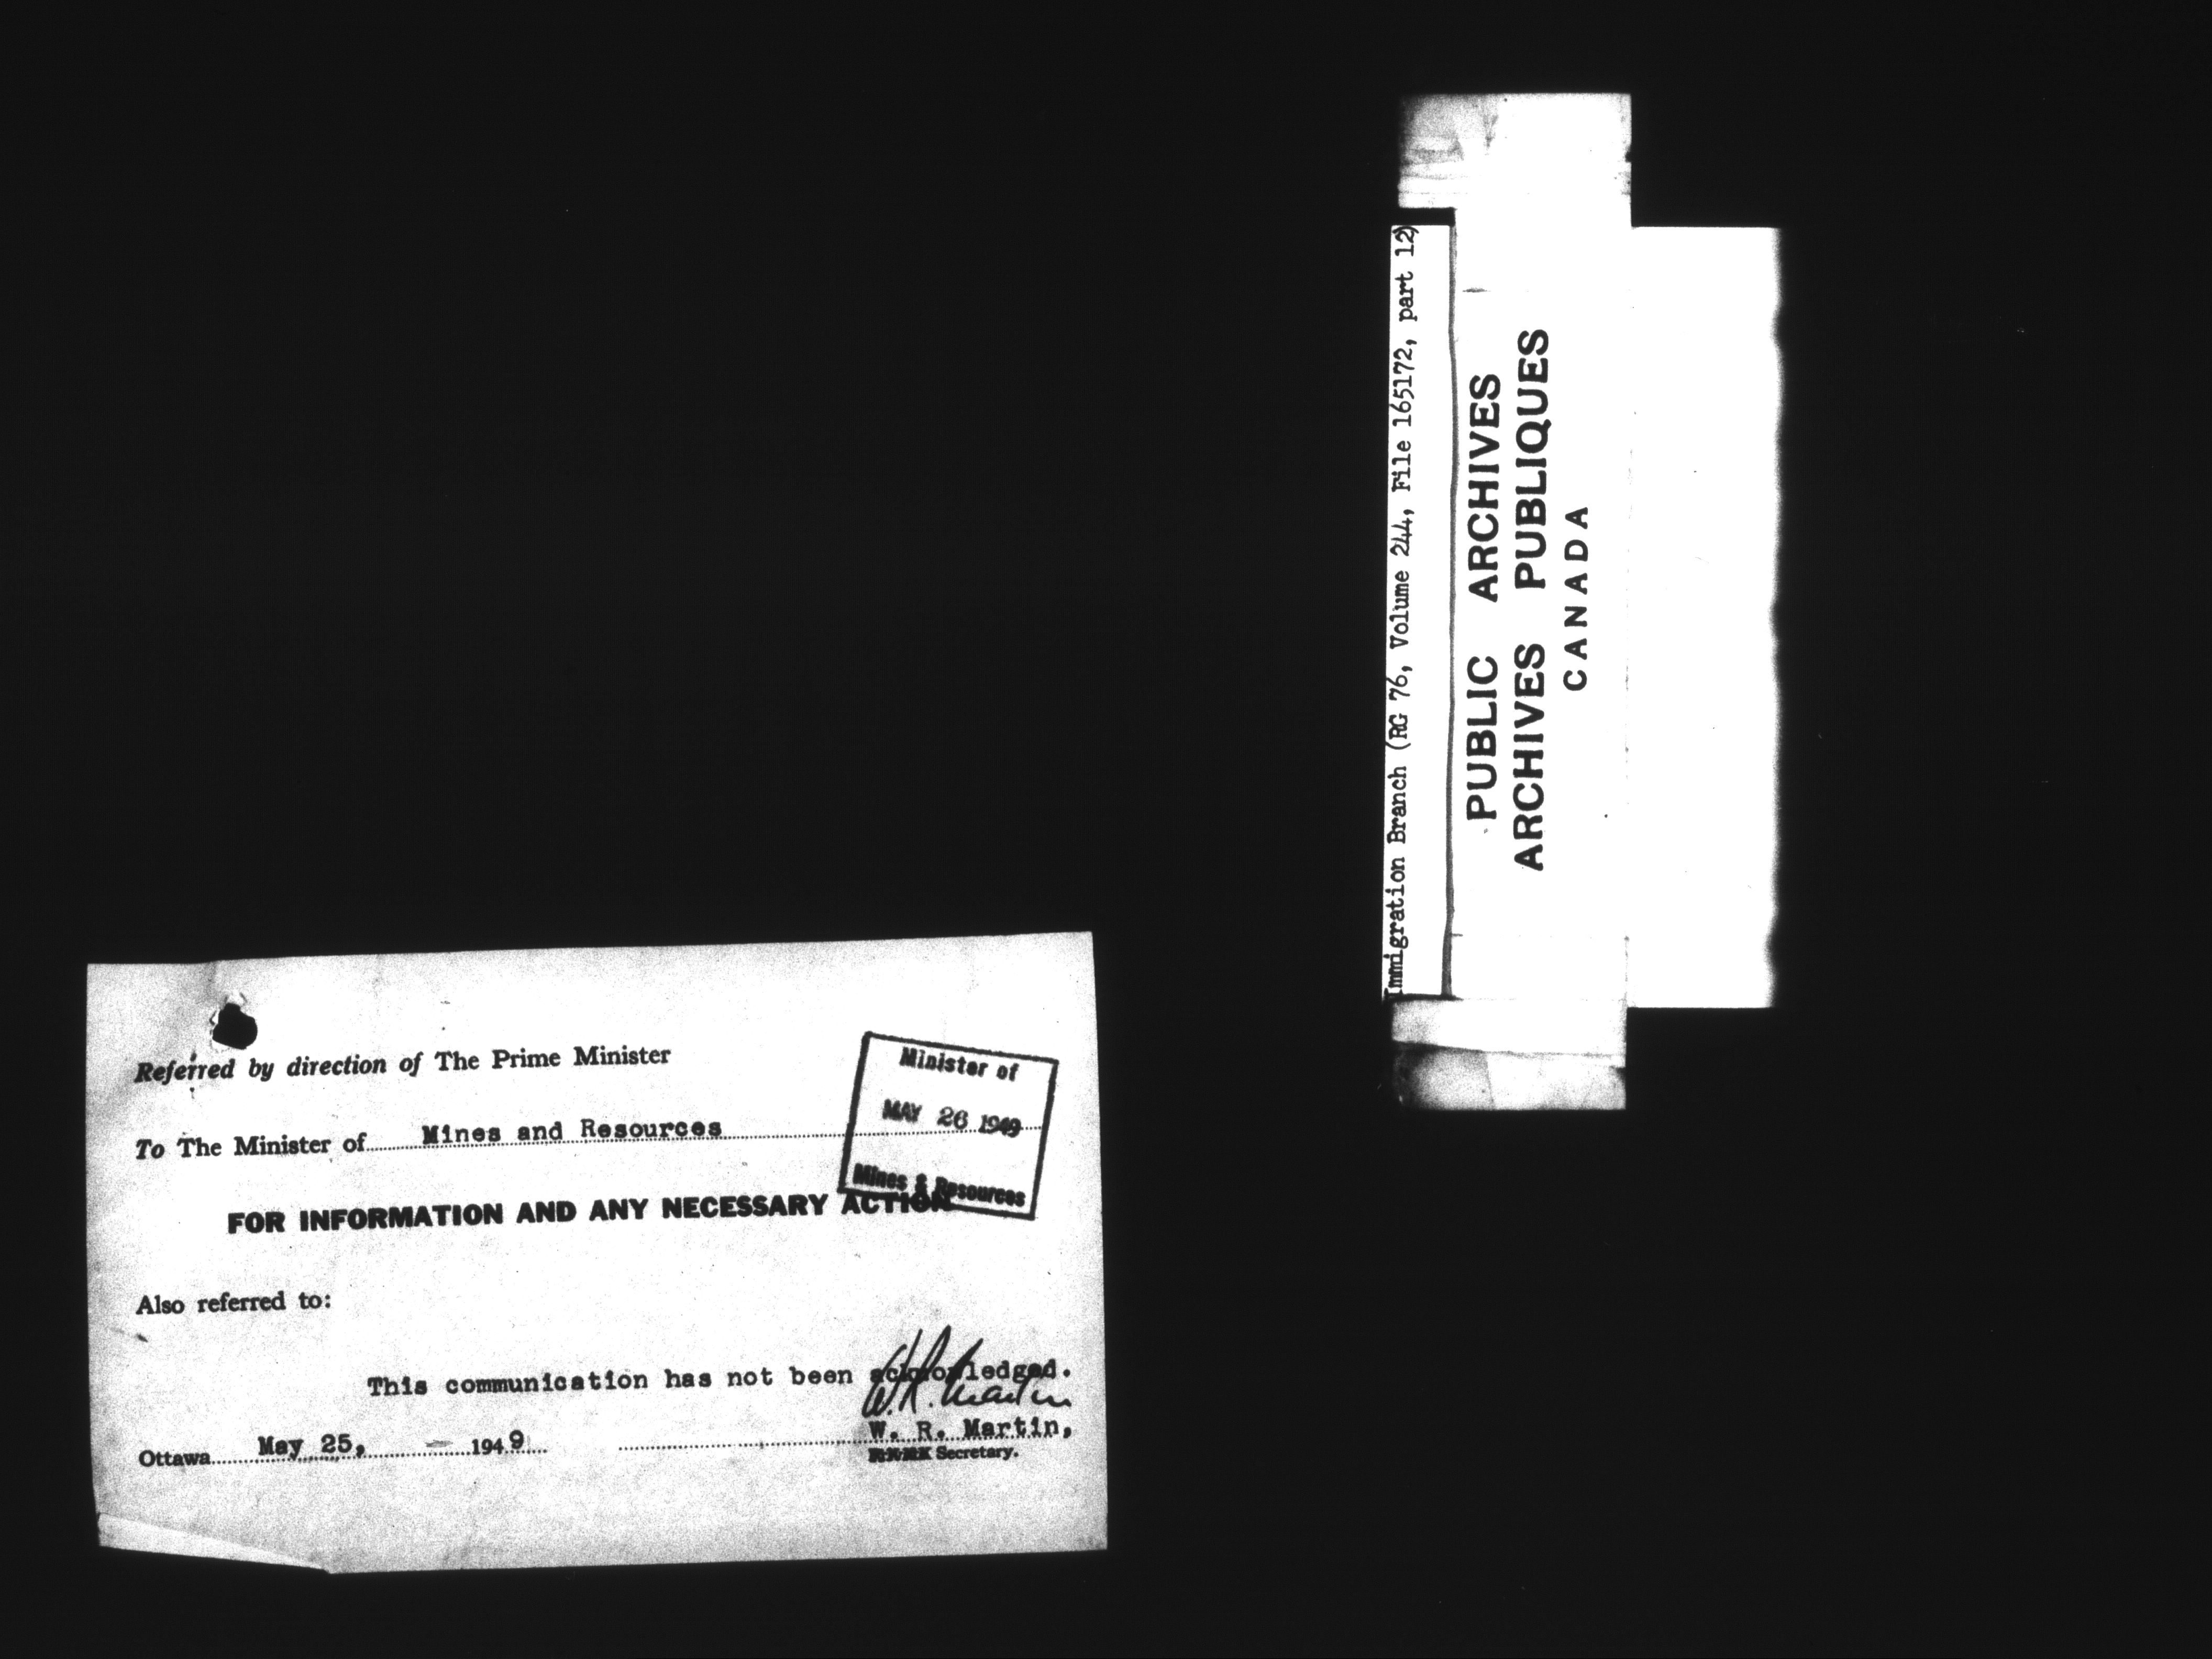 Immigration Branch (RG 76, Volume 244, File 165172, part 12)
PUBLIC ARCHIVES
ARCHIVES PUBLIQUES
CANADA
Referred by direction of The Prime Minister
Minister of
MAY 26 1949
Mines & Resources
To The Minister of Mines and Resources
FOR INFORMATION AND ANY NECESSARY ACTION
Also referred to:
This communication has not been acknowledged.
W. R. Martin
W. R. Martin,
Ottawa May 25, 1949
Secretary.